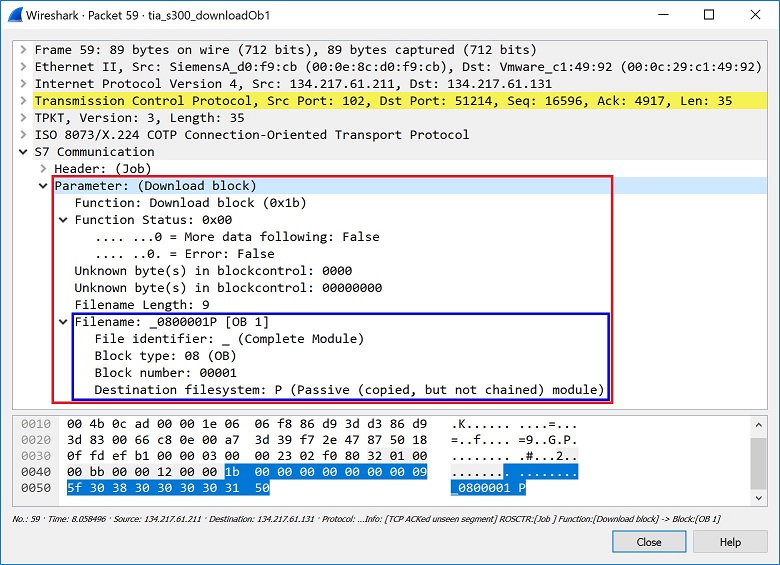 Wireshark · Packet 59 · tia_s300_downloadOb1
Frame 59: 89 bytes on wire (712 bits), 89 bytes captured (712 bits)
Ethernet II, Src: SiemensA_d0:f9:cb (00:0e:8c:d0:f9:cb), Dst: Vmware_c1:49:92 (00:0c:29:c1:49:92)
Internet Protocol Version 4, Src: 134.217.61.211, Dst: 134.217.61.131
Transmission Control Protocol, Src Port: 102, Dst Port: 51214, Seq: 16596, Ack: 4917, Len: 35
TPKT, Version: 3, Length: 35
ISO 8073/X.224 COTP Connection-Oriented Transport Protocol
S7 Communication
Header: (Job)
Parameter: (Download block)
Function: Download block (0x1b)
Function Status: 0x00
.... ...0 = More data following: False
.... ..0. = Error: False
Unknown byte(s) in blockcontrol: 0000
Unknown byte(s) in blockcontrol: 00000000
Filename Length: 9
Filename: _0800001P [OB 1]
File identifier: _ (Complete Module)
Block type: 08 (OB)
Block number: 00001
Destination filesystem: P (Passive (copied, but not chained) module)
0010 00 4b 0c ad 00 00 1e 06 06 f8 86 d9 3d d3 86 d9 .K...... ....=...
0020 3d 83 00 66 c8 0e 00 a7 3d 39 f7 2e 47 87 50 18 =..f.... =9..G.P.
0030 0f fd ef b1 00 00 03 00 00 23 02 f0 80 32 01 00 ........ .#...2..
0040 00 bb 00 00 12 00 00 1b 00 00 00 00 00 00 00 09 ........ ........
0050 5f 30 38 30 30 30 30 31 50 _0800001 P
No.: 59 · Time: 8.058496 · Source: 134.217.61.211 · Destination: 134.217.61.131 · Protocol: ...Info: [TCP ACKed unseen segment] ROSCTR:[Job ] Function:[Download block] -> Block:[OB 1]
Close
Help